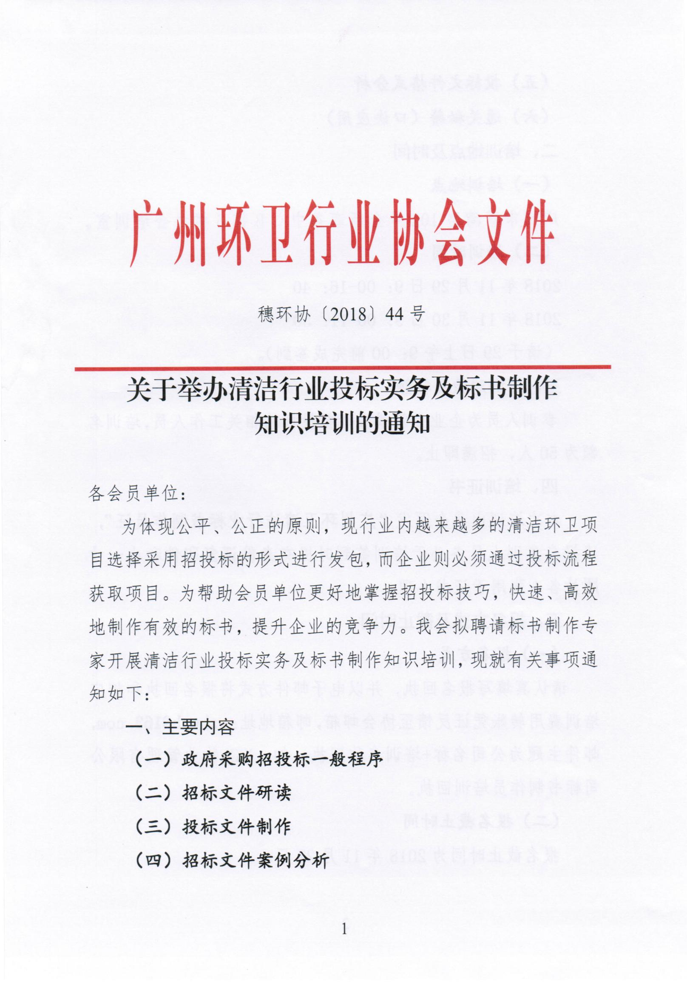 广州环卫行业协会文件
穗环协〔2018〕44 号
关于举办清洁行业投标实务及标书制作
知识培训的通知
各会员单位：
为体现公平、公正的原则，现行业内越来越多的清洁环卫项
目选择采用招投标的形式进行发包，而企业则必须通过投标流程
获取项目。为帮助会员单位更好地掌握招投标技巧，快速、高效
地制作有效的标书，提升企业的竞争力。我会拟聘请标书制作专
家开展清洁行业投标实务及标书制作知识培训，现就有关事项通
知如下：
一、主要内容
（一）政府采购招投标一般程序
（二）招标文件研读
（三）投标文件制作
（四）招标文件案例分析
1